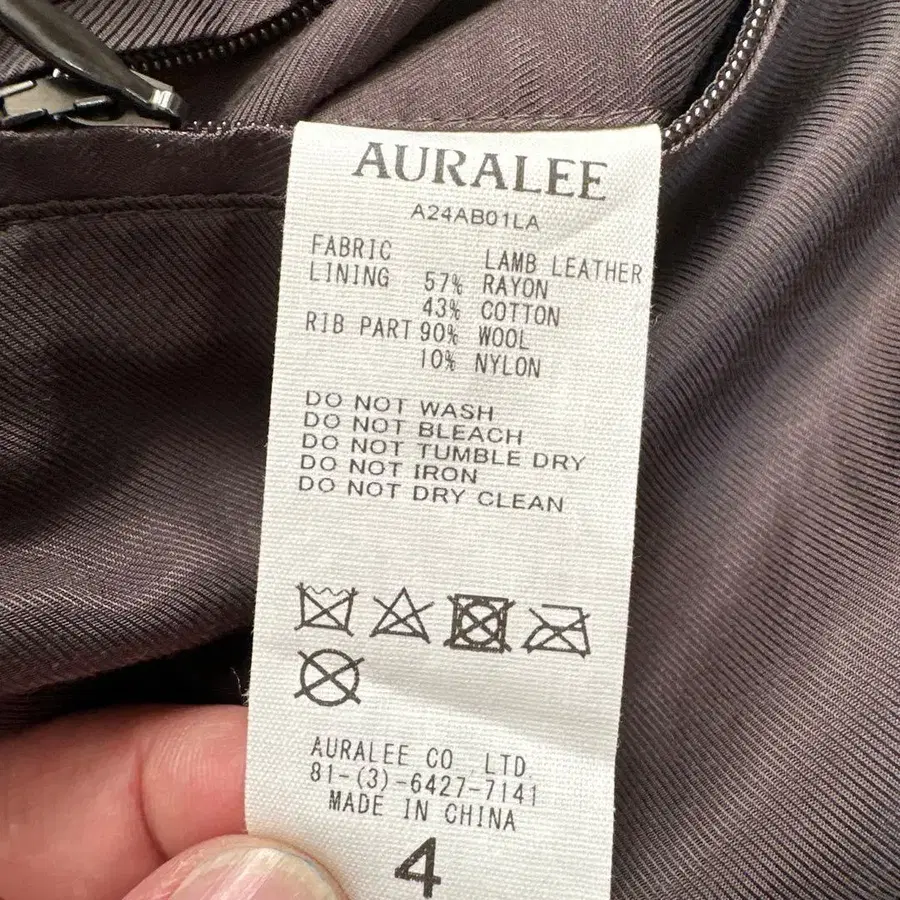 AURALEE
A24AB01LA
FABRIC LAMB LEATHER
LINING 57% RAYON
43% COTTON
RIB PART 90% WOOL
10% NYLON
DO NOT WASH
DO NOT BLEACH
DO NOT TUMBLE DRY
DO NOT IRON
DO NOT DRY CLEAN
AURALEE CO LTD.
81-(3)-6427-7141
MADE IN CHINA
4